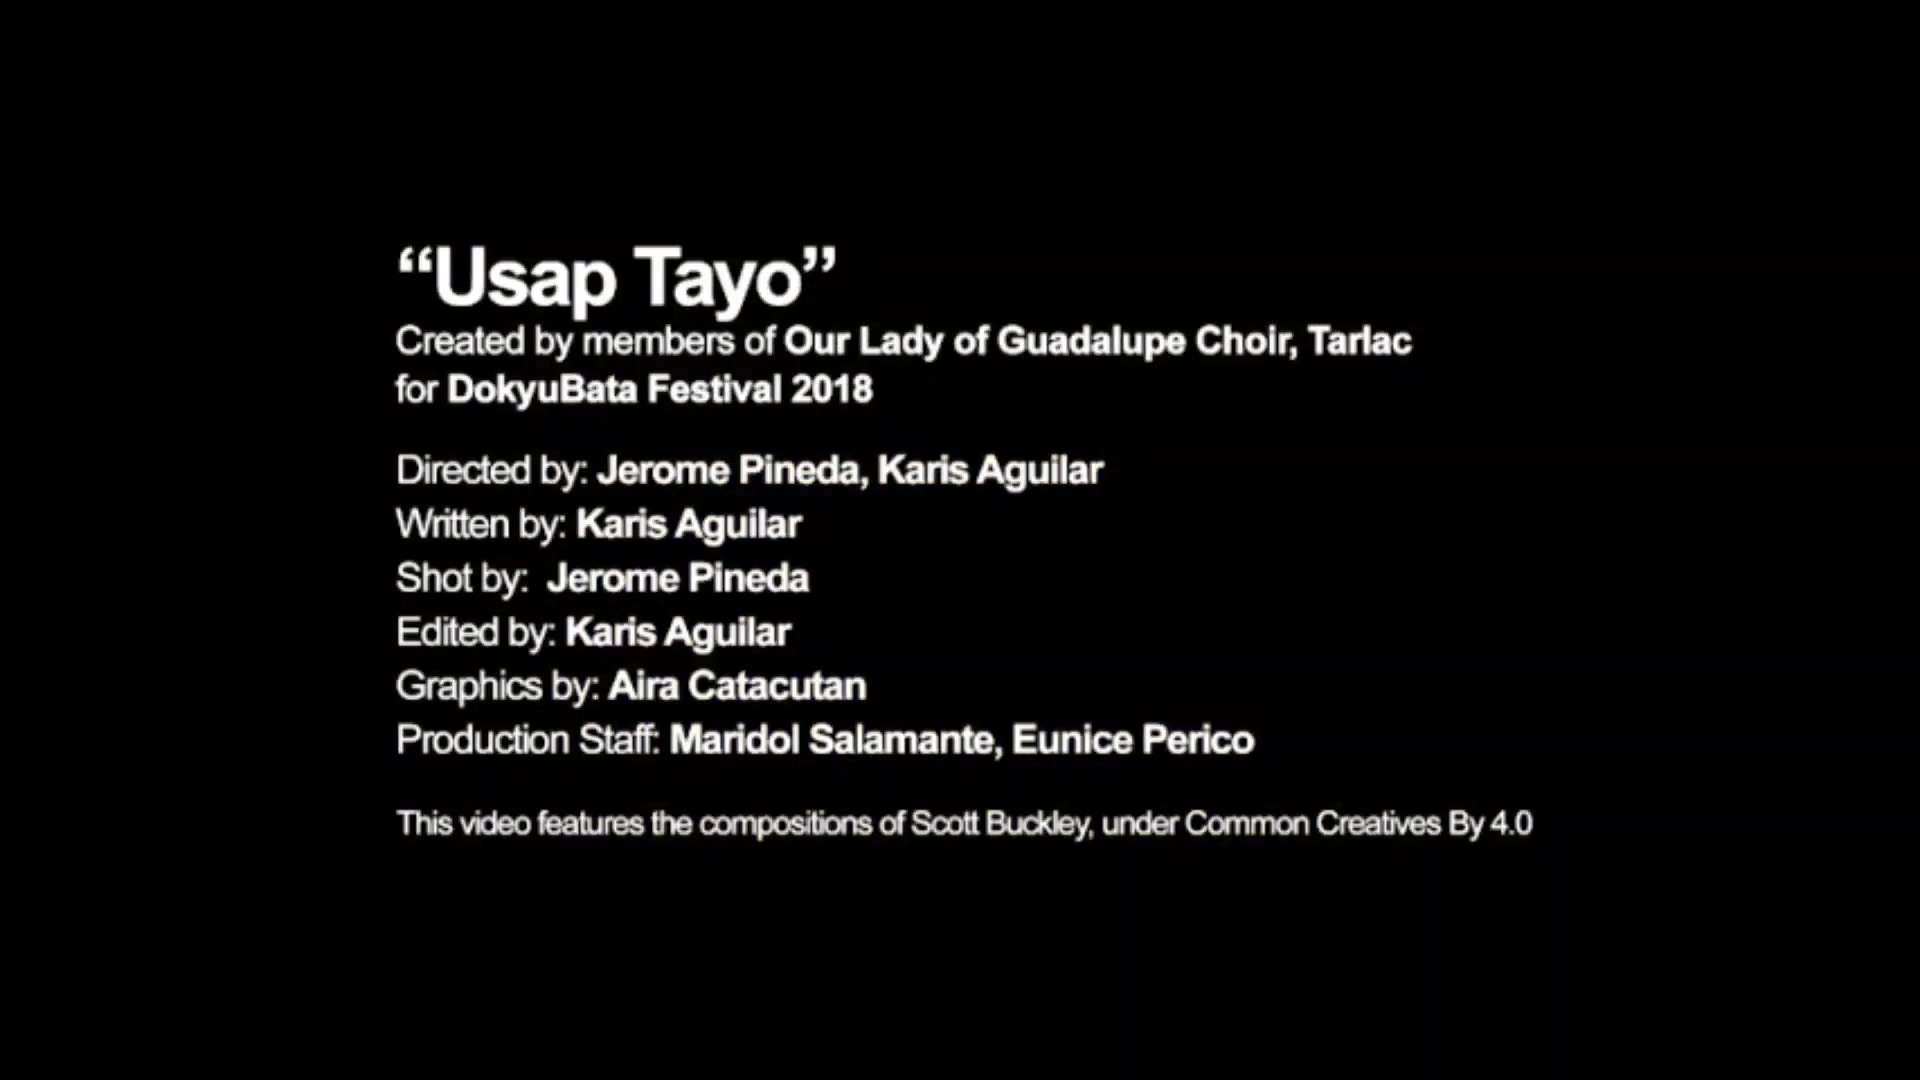 “Usap Tayo”
Created by members of Our Lady of Guadalupe Choir, Tarlac
for DokyuBata Festival 2018
Directed by: Jerome Pineda, Karis Aguilar
Written by: Karis Aguilar
Shot by: Jerome Pineda
Edited by: Karis Aguilar
Graphics by: Aira Catacutan
Production Staff: Maridol Salamante, Eunice Perico
This video features the compositions of Scott Buckley, under Common Creatives By 4.0